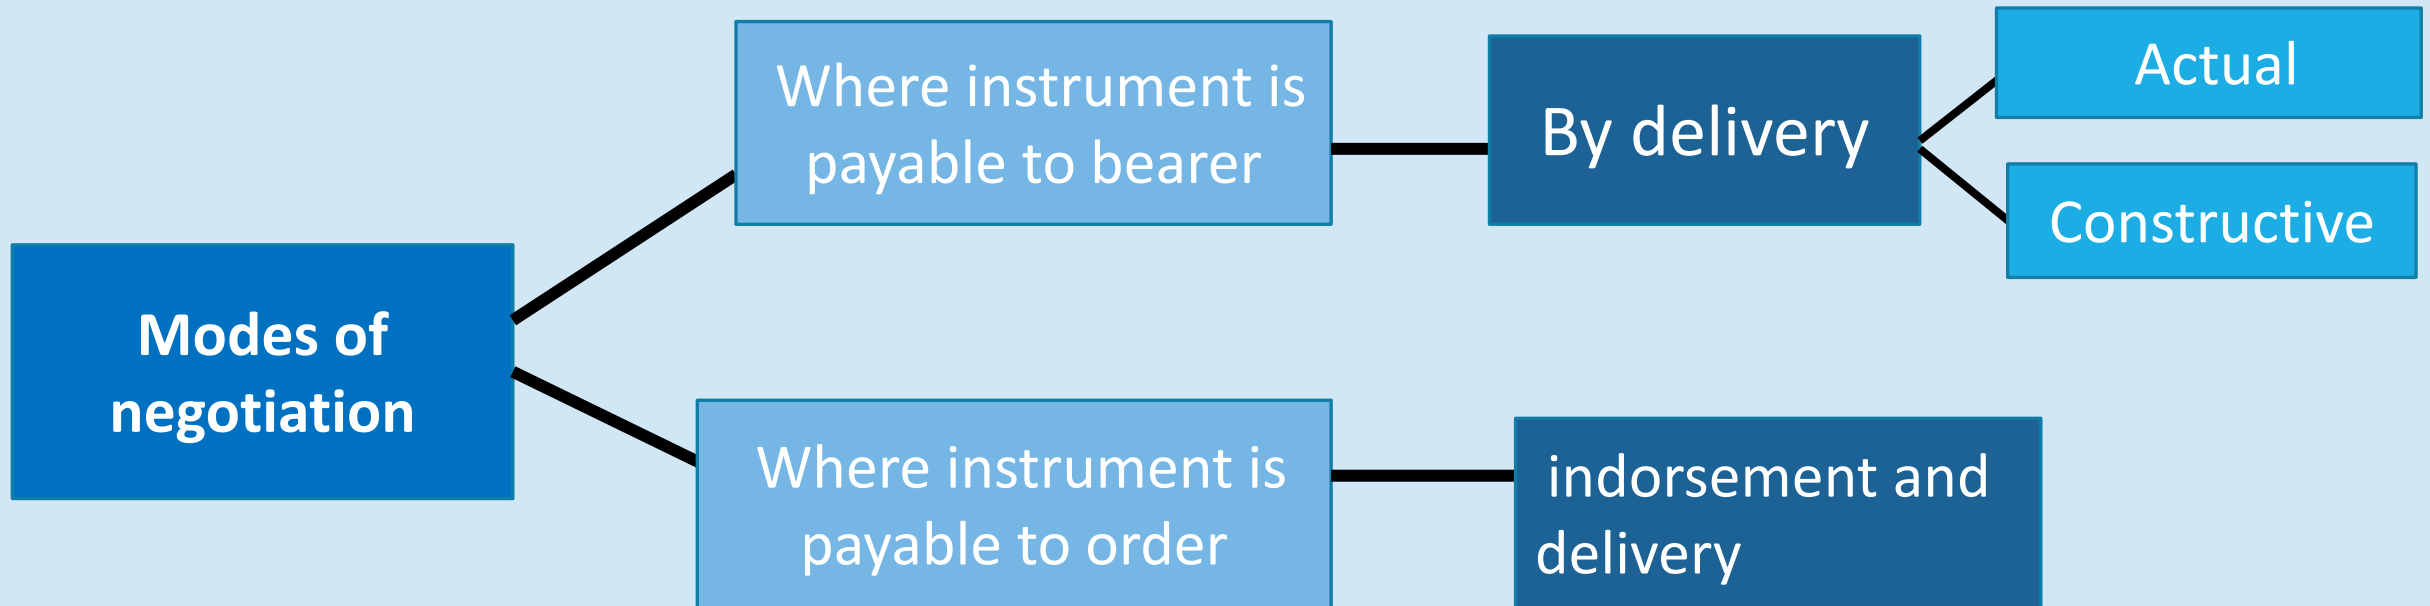 Modes of
negotiation
Where instrument is
payable to bearer
By delivery
Actual
Constructive
Where instrument is
payable to order
indorsement and
delivery